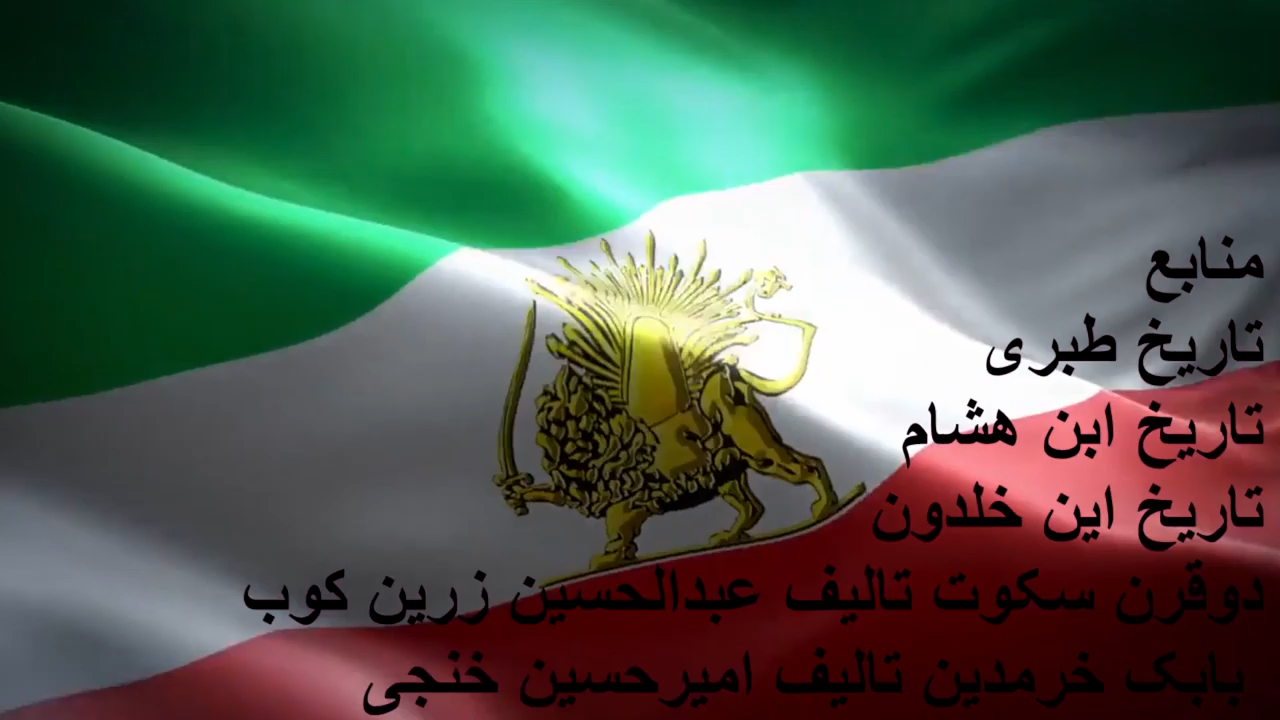 منابع
تاریخ طبری
تاریخ ابن هشام
تاریخ این خلدون
دوقرن سکوت تالیف عبدالحسین زرین کوب
بابک خرمدین تالیف امیرحسین خنجی